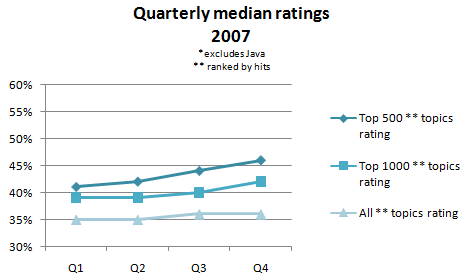 Quarterly median ratings
2007
*excludes Java
** ranked by hits
60%
55%
50%
45%
40%
35%
30%
Q1 Q2 Q3 Q4
Top 500 ** topics
rating
Top 1000 ** topics
rating
All ** topics rating